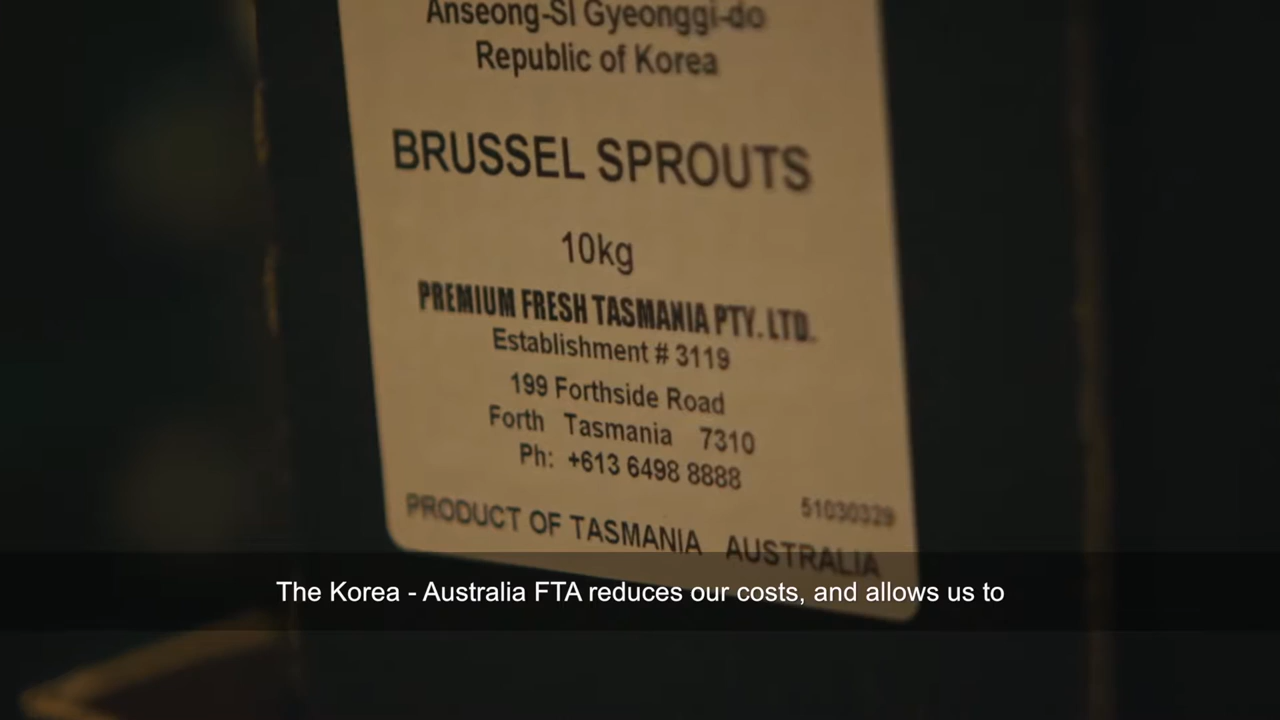 Anseong-SI Gyeonggi-do
Republic of Korea
BRUSSEL SPROUTS
10kg
PREMIUM FRESH TASMANIA PTY. LTD.
Establishment # 3119
199 Forthside Road
Forth Tasmania 7310
Ph: +613 6498 8888
51030329
PRODUCT OF TASMANIA AUSTRALIA
The Korea - Australia FTA reduces our costs, and allows us to